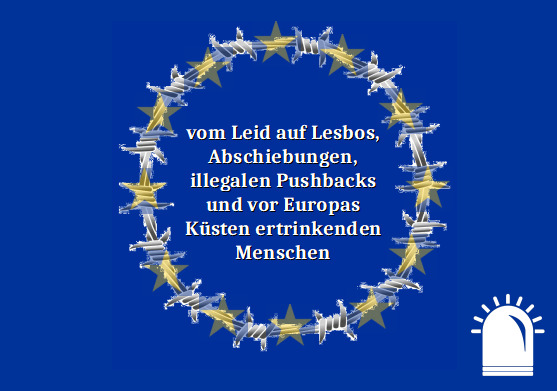 vom Leid auf Lesbos,
Abschiebungen,
illegalen Pushbacks
und vor Europas
Küsten ertrinkenden
Menschen